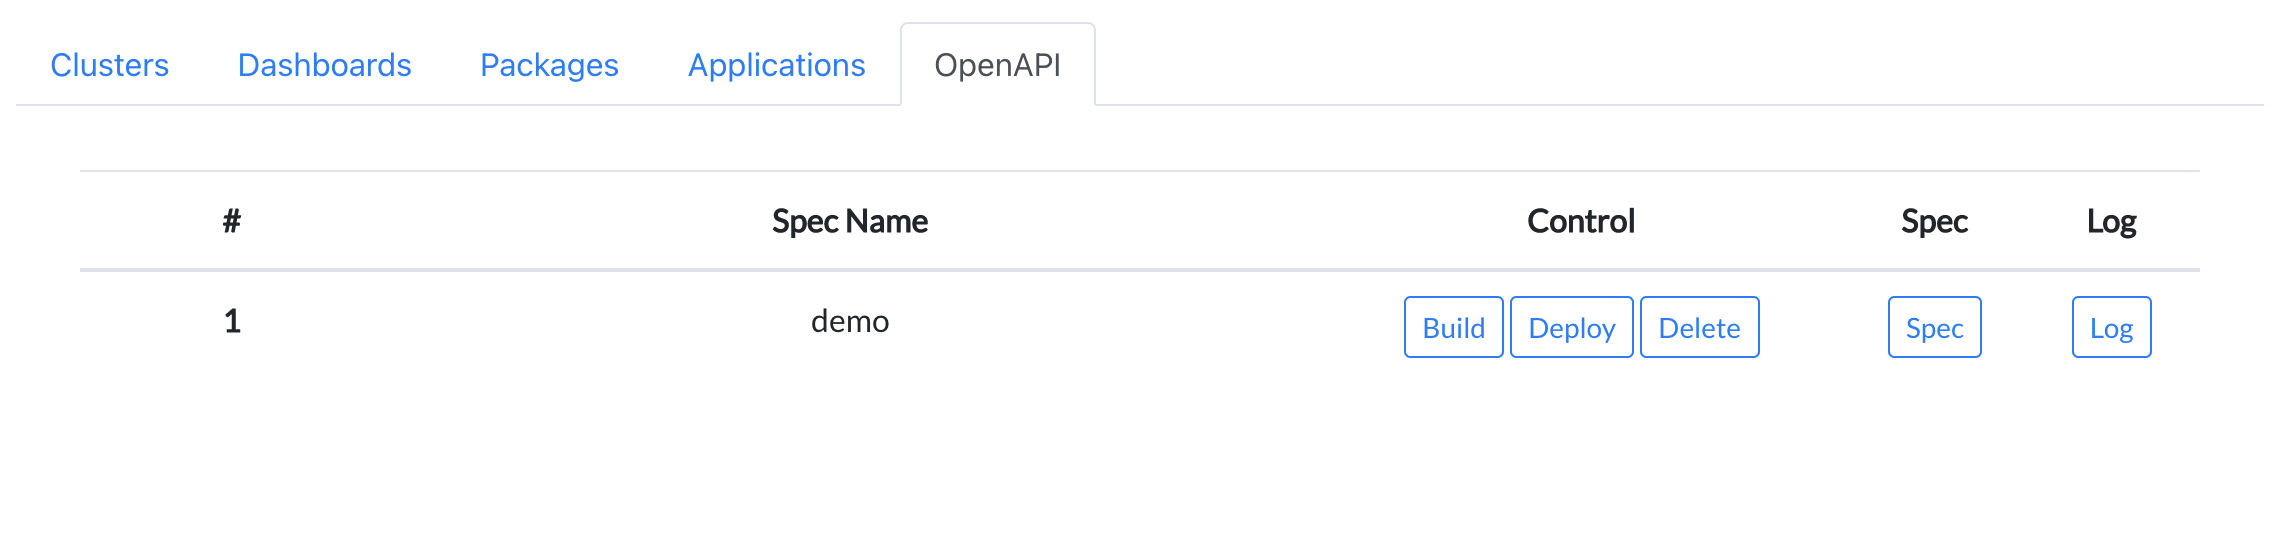 Clusters Dashboards Packages Applications OpenAPI
# Spec Name Control Spec Log
1 demo Build Deploy Delete Spec Log